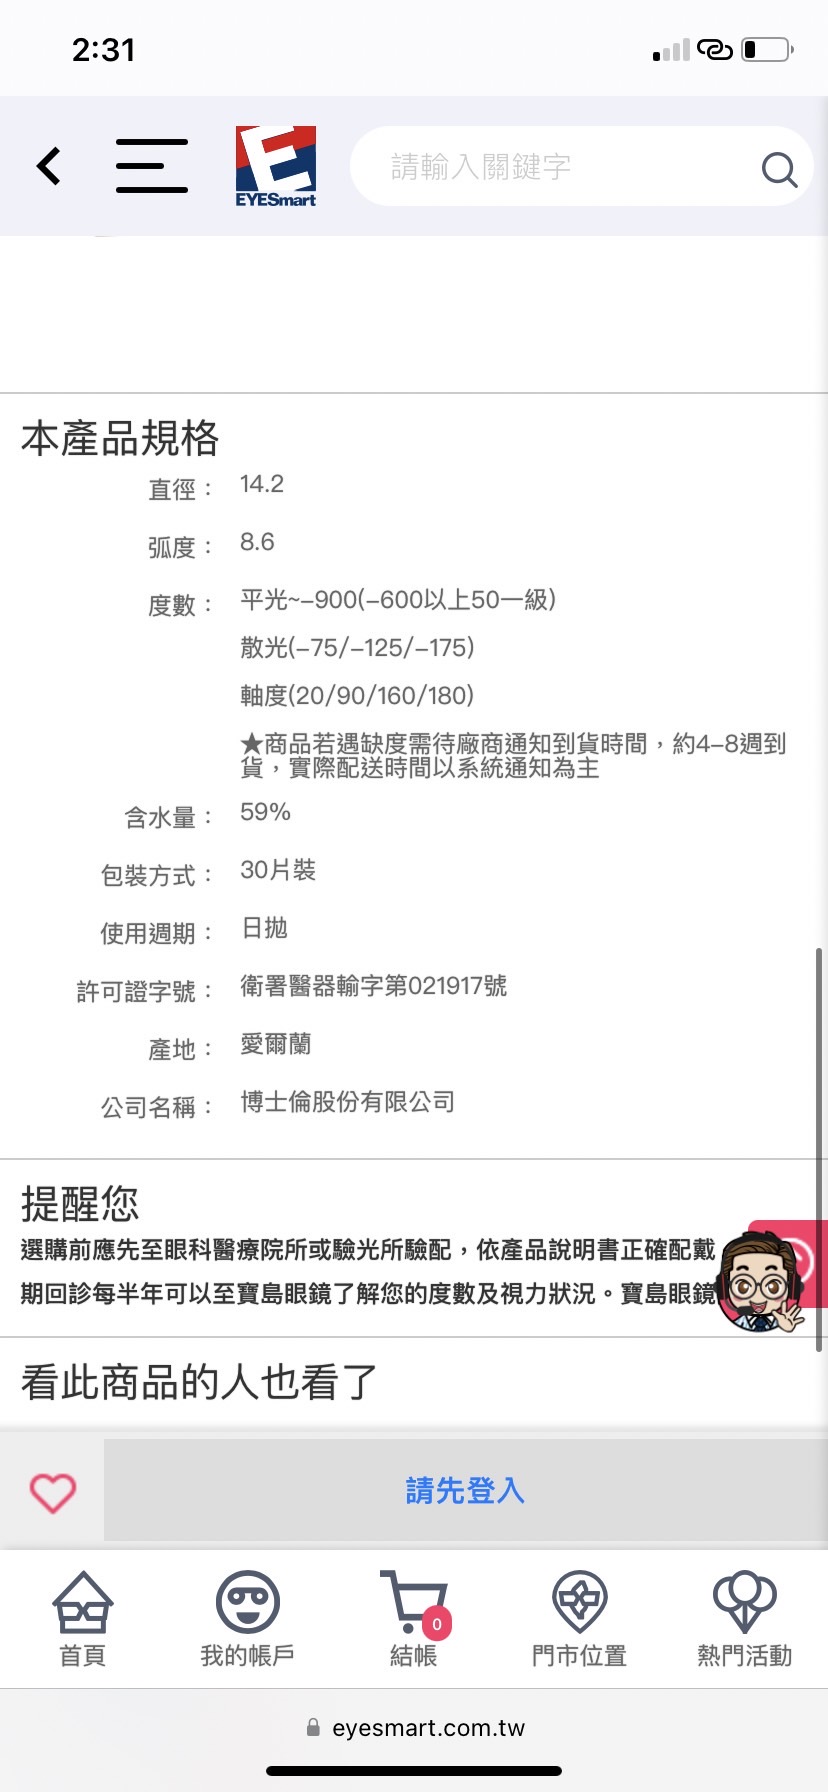 2:31
EYESmart
請輸入關鍵字
本產品規格
直徑： 14.2
弧度： 8.6
度數： 平光~-900(-600以上50一級)
散光(-75/-125/-175)
軸度(20/90/160/180)
★商品若遇缺度需待廠商通知到貨時間，約4-8週到
貨，實際配送時間以系統通知為主
含水量： 59%
包裝方式： 30片裝
使用週期： 日拋
許可證字號： 衛署醫器輸字第021917號
產地： 愛爾蘭
公司名稱： 博士倫股份有限公司
提醒您
選購前應先至眼科醫療院所或驗光所驗配，依產品說明書正確配戴
期回診每半年可以至寶島眼鏡了解您的度數及視力狀況。寶島眼鏡
看此商品的人也看了
請先登入
0
首頁 我的帳戶 結帳 門市位置 熱門活動
eyesmart.com.tw